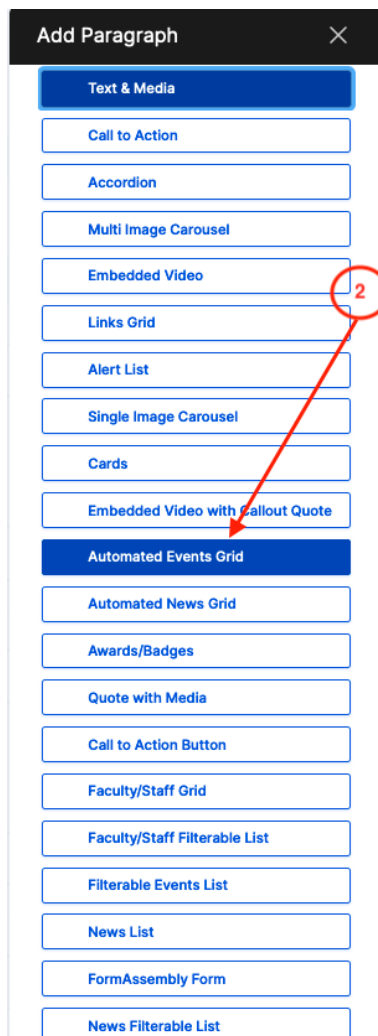 Add Paragraph
Text & Media
Call to Action
Accordion
Multi Image Carousel
Embedded Video
2
Links Grid
Alert List
Single Image Carousel
Cards
Embedded Video with Callout Quote
Automated Events Grid
Automated News Grid
Awards/Badges
Quote with Media
Call to Action Button
Faculty/Staff Grid
Faculty/Staff Filterable List
Filterable Events List
News List
FormAssembly Form
News Filterable List